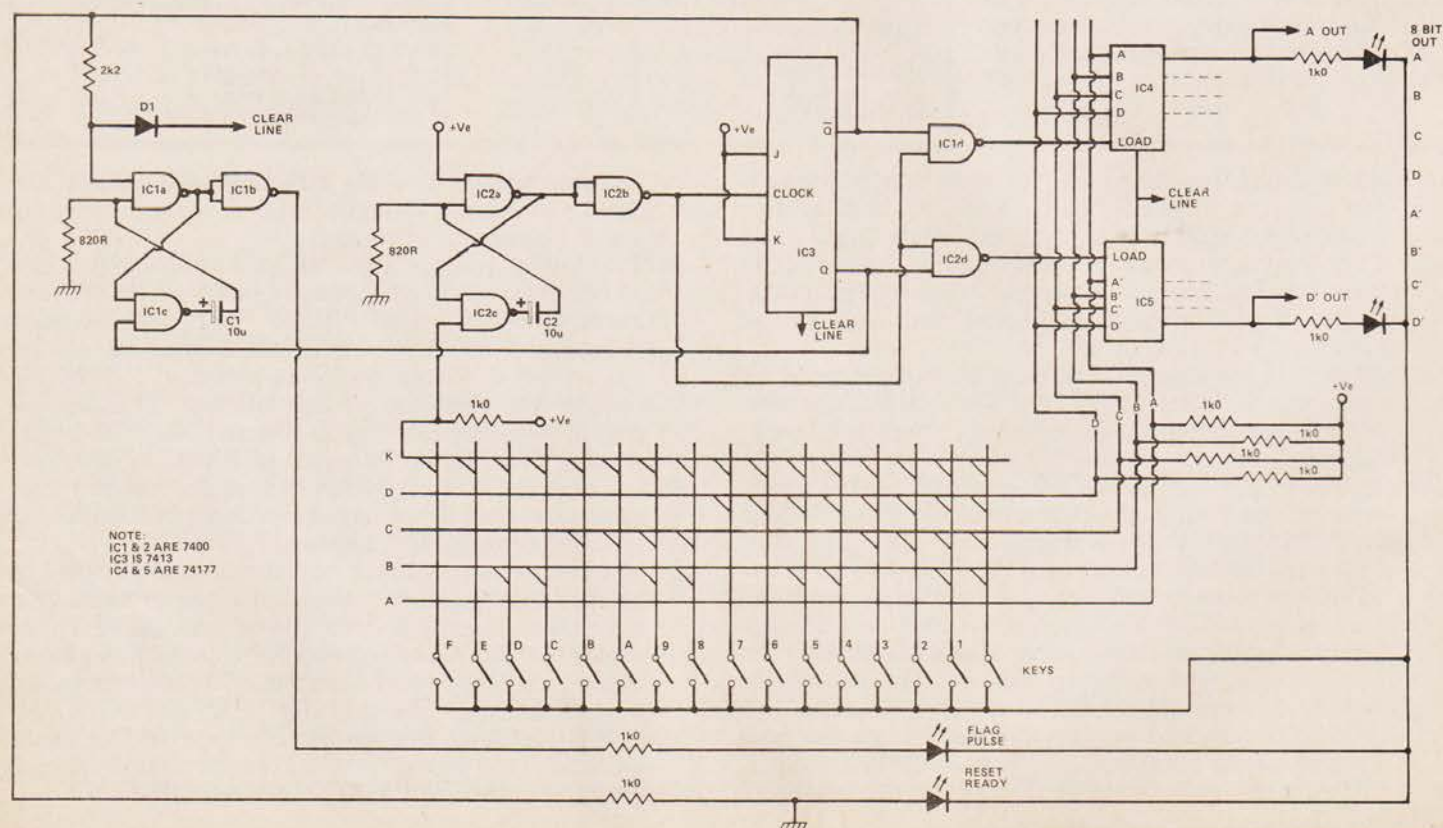 2k2
D1
CLEAR
LINE
IC1a
IC1b
820R
IC1c
+
C1
10u
+Ve
IC2a
IC2b
820R
IC2c
+
C2
10u
+Ve
J
CLOCK
K
Q̅
Q
IC3
CLEAR
LINE
IC1d
IC2d
A
B
C
D
IC4
LOAD
CLEAR
LINE
LOAD
A'
B'
C'
D'
IC5
A OUT
1k0
D' OUT
1k0
8 BIT
OUT
A
B
C
D
A'
B'
C'
D'
1k0
+Ve
D
C
B
A
1k0
1k0
1k0
1k0
+Ve
K
D
C
B
A
NOTE:
IC1 & 2 ARE 7400
IC3 IS 7413
IC4 & 5 ARE 74177
F E D C B A 9 8 7 6 5 4 3 2 1
KEYS
1k0
FLAG
PULSE
1k0
RESET
READY